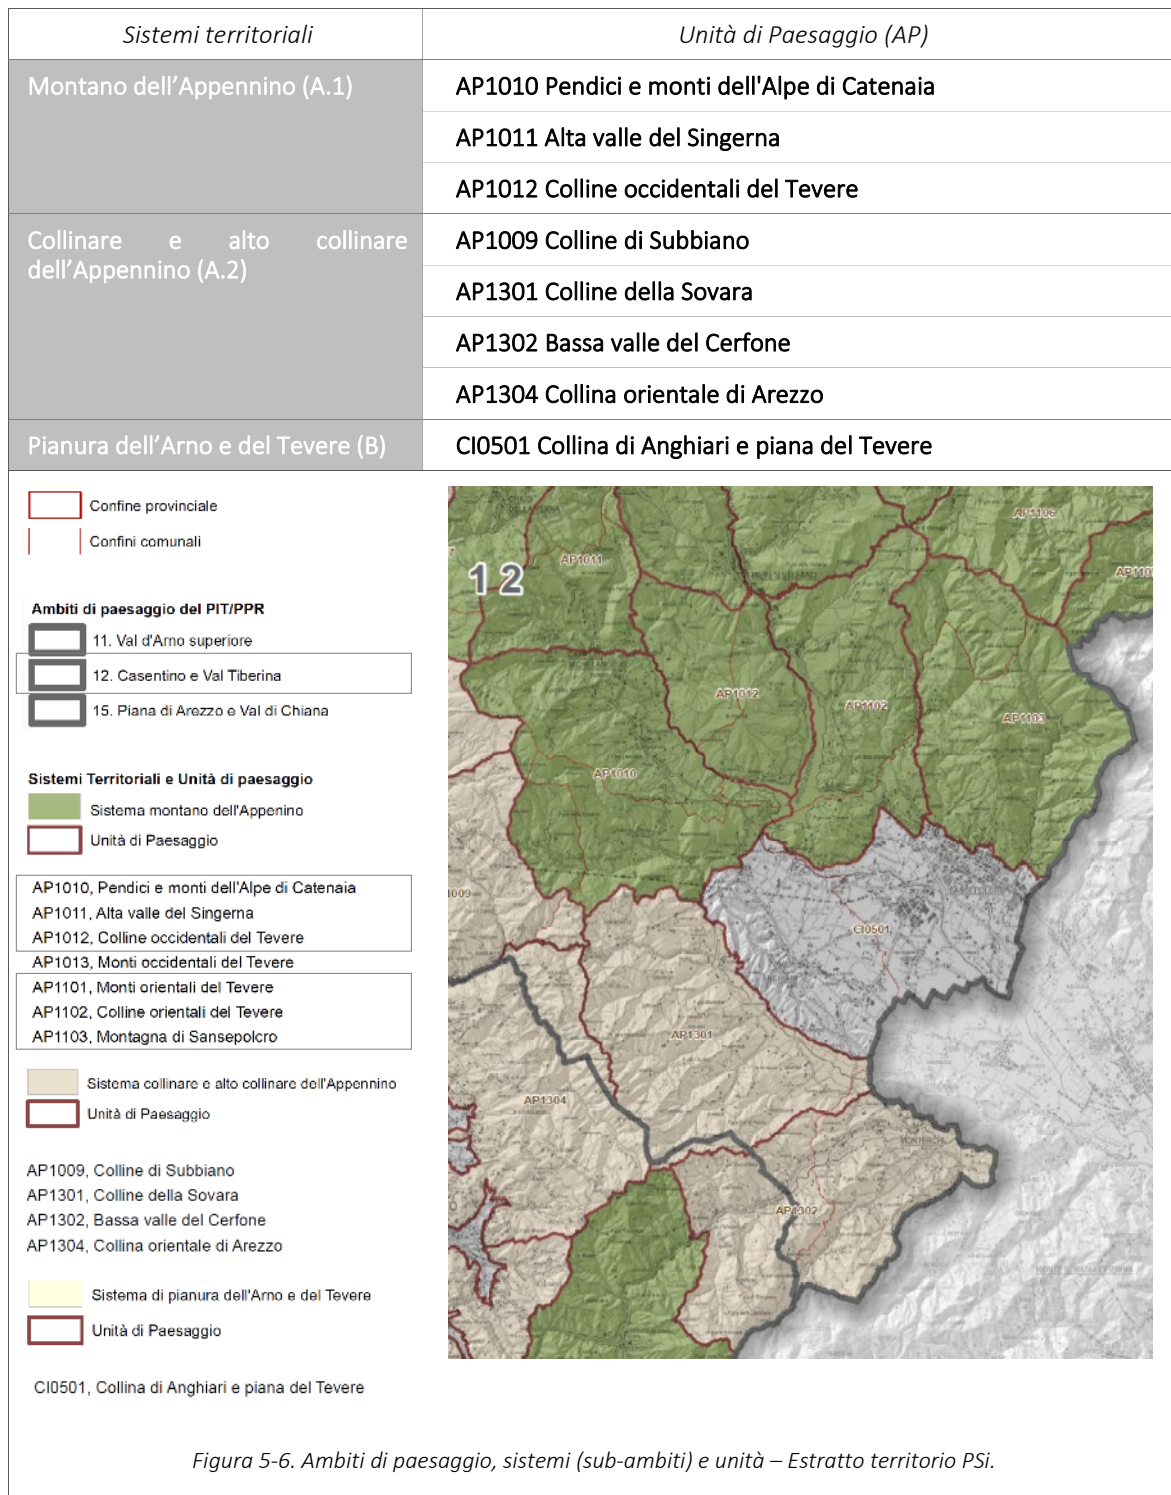 Sistemi territoriali
Unità di Paesaggio (AP)
Montano dell’Appennino (A.1)
AP1010 Pendici e monti dell'Alpe di Catenaia
AP1011 Alta valle del Singerna
AP1012 Colline occidentali del Tevere
Collinare e alto collinare
dell’Appennino (A.2)
AP1009 Colline di Subbiano
AP1301 Colline della Sovara
AP1302 Bassa valle del Cerfone
AP1304 Collina orientale di Arezzo
Pianura dell’Arno e del Tevere (B)
CI0501 Collina di Anghiari e piana del Tevere
Confine provinciale
Confini comunali
Ambiti di paesaggio del PIT/PPR
11. Val d'Arno superiore
12. Casentino e Val Tiberina
15. Piana di Arezzo e Val di Chiana
Sistemi Territoriali e Unità di paesaggio
Sistema montano dell'Appenino
Unità di Paesaggio
AP1010, Pendici e monti dell'Alpe di Catenaia
AP1011, Alta valle del Singerna
AP1012, Colline occidentali del Tevere
AP1013, Monti occidentali del Tevere
AP1101, Monti orientali del Tevere
AP1102, Colline orientali del Tevere
AP1103, Montagna di Sansepolcro
Sistema collinare e alto collinare dell'Appennino
Unità di Paesaggio
AP1009, Colline di Subbiano
AP1301, Colline della Sovara
AP1302, Bassa valle del Cerfone
AP1304, Collina orientale di Arezzo
Sistema di pianura dell'Arno e del Tevere
Unità di Paesaggio
CI0501, Collina di Anghiari e piana del Tevere
12
AP1011
AP1106
AP110
AP1012
AP1102
AP1103
AP1010
1009
CI0501
AP1301
AP1304
MONTERCHI
AP1302
Figura 5-6. Ambiti di paesaggio, sistemi (sub-ambiti) e unità – Estratto territorio PSi.